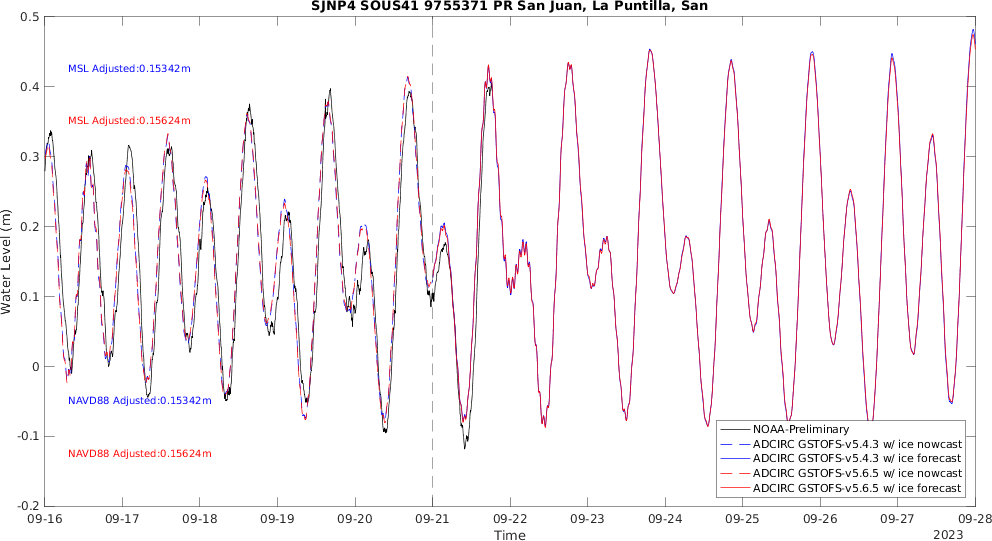 SJNP4 SOUS41 9755371 PR San Juan, La Puntilla, San
0.5
0.4
0.3
0.2
0.1
0
-0.1
-0.2
Water Level (m)
MSL Adjusted:0.15342m
MSL Adjusted:0.15624m
NAVD88 Adjusted:0.15342m
NAVD88 Adjusted:0.15624m
NOAA-Preliminary
ADCIRC GSTOFS-v5.4.3 w/ ice nowcast
ADCIRC GSTOFS-v5.4.3 w/ ice forecast
ADCIRC GSTOFS-v5.6.5 w/ ice nowcast
ADCIRC GSTOFS-v5.6.5 w/ ice forecast
09-16 09-17 09-18 09-19 09-20 09-21 09-22 09-23 09-24 09-25 09-26 09-27 09-28
Time
2023